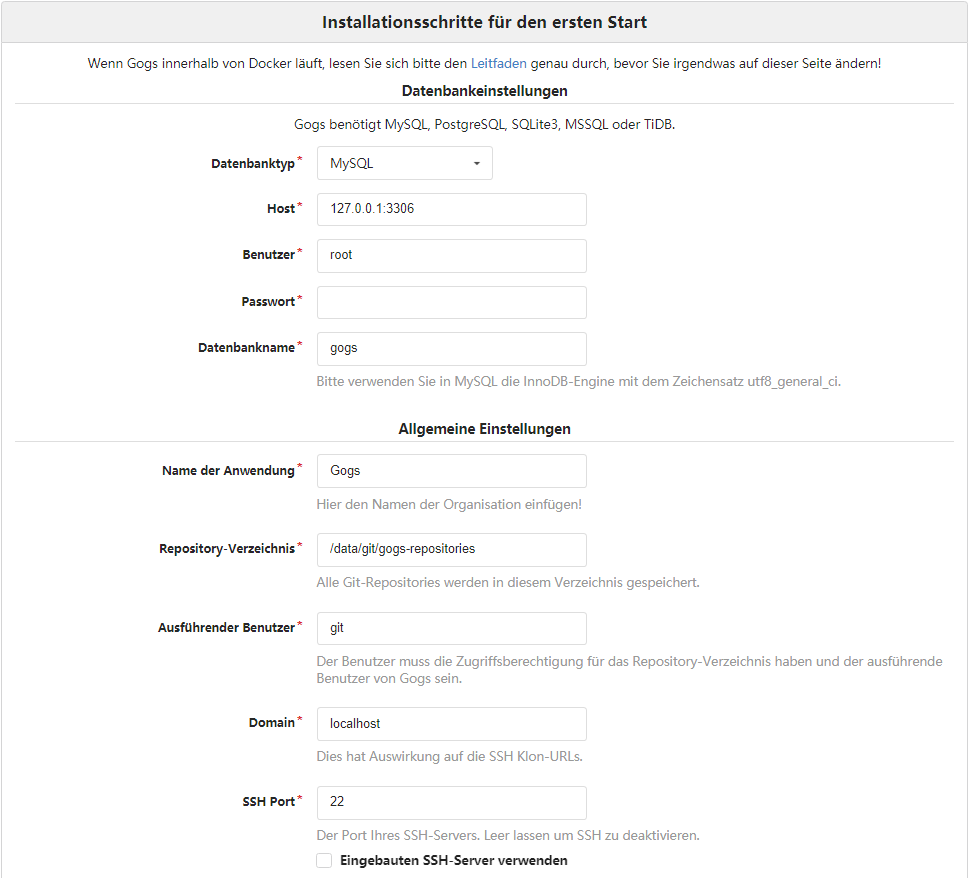 Installationsschritte für den ersten Start
Wenn Gogs innerhalb von Docker läuft, lesen Sie sich bitte den Leitfaden genau durch, bevor Sie irgendwas auf dieser Seite ändern!
Datenbankeinstellungen
Gogs benötigt MySQL, PostgreSQL, SQLite3, MSSQL oder TiDB.
Datenbanktyp* MySQL
Host* 127.0.0.1:3306
Benutzer* root
Passwort*
Datenbankname* gogs
Bitte verwenden Sie in MySQL die InnoDB-Engine mit dem Zeichensatz utf8_general_ci.
Allgemeine Einstellungen
Name der Anwendung* Gogs
Hier den Namen der Organisation einfügen!
Repository-Verzeichnis* /data/git/gogs-repositories
Alle Git-Repositories werden in diesem Verzeichnis gespeichert.
Ausführender Benutzer* git
Der Benutzer muss die Zugriffsberechtigung für das Repository-Verzeichnis haben und der ausführende
Benutzer von Gogs sein.
Domain* localhost
Dies hat Auswirkung auf die SSH Klon-URLs.
SSH Port* 22
Der Port Ihres SSH-Servers. Leer lassen um SSH zu deaktivieren.
Eingebauten SSH-Server verwenden